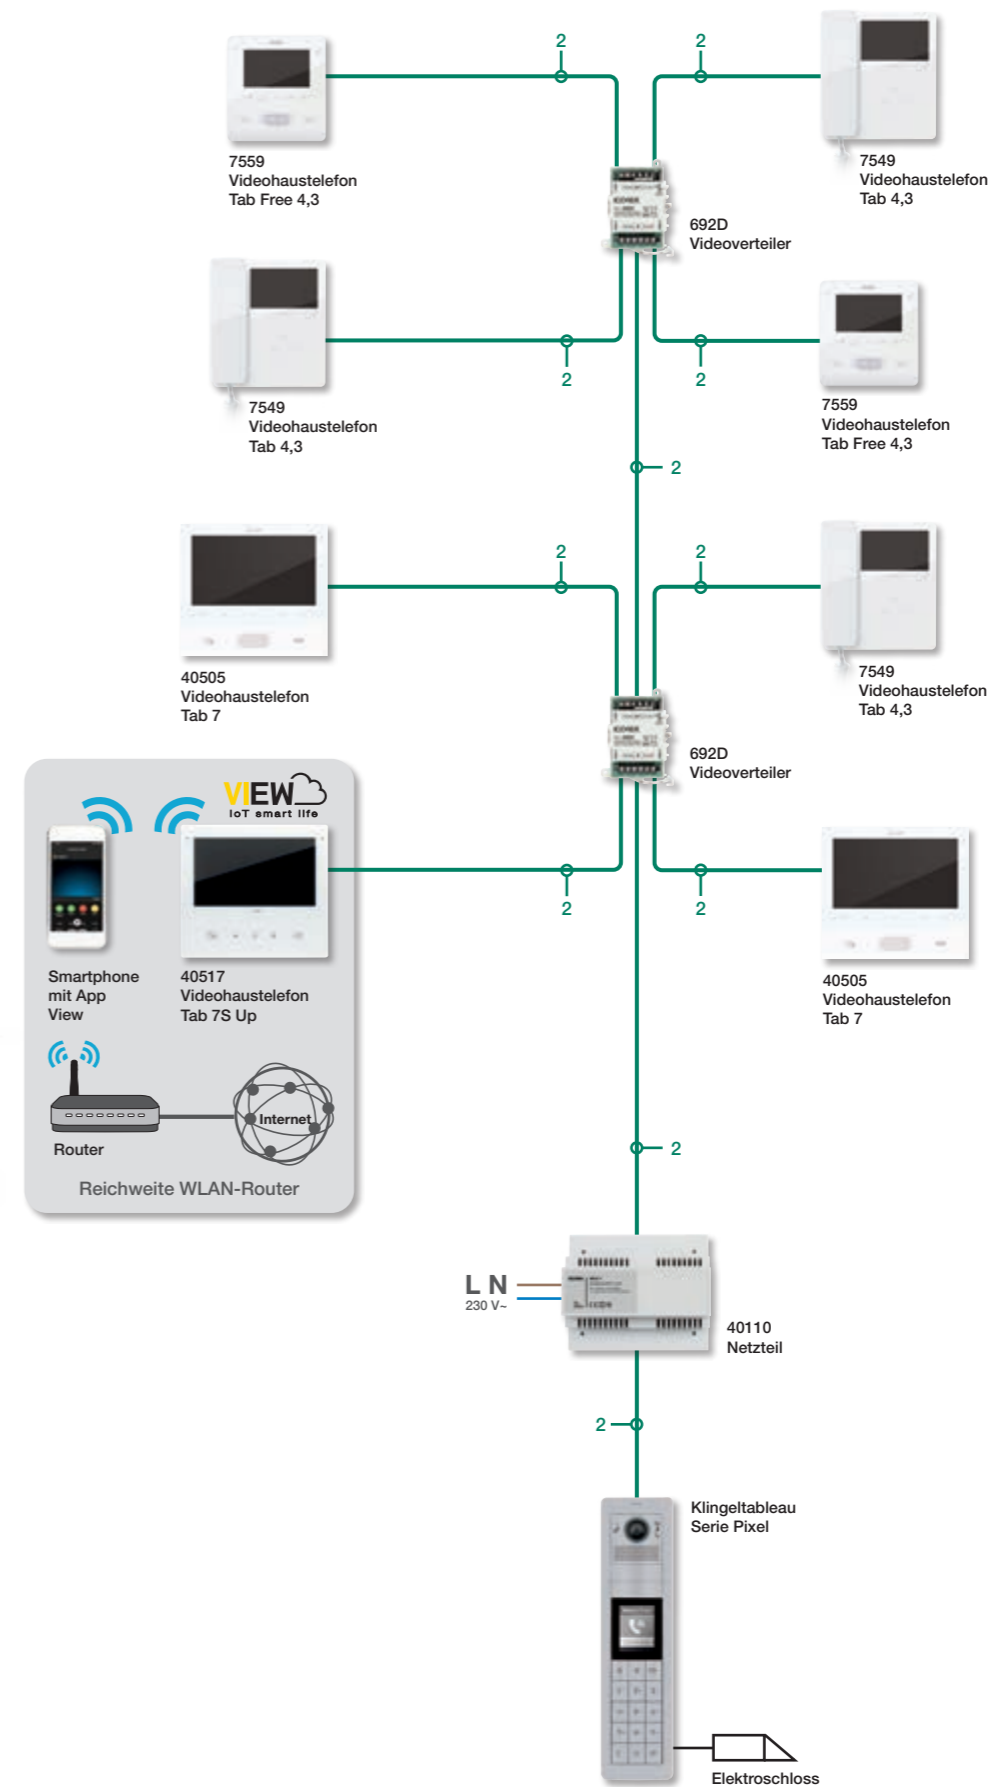 2
2
7559
Videohaustelefon
Tab Free 4,3
7549
Videohaustelefon
Tab 4,3
692D
Videoverteiler
2
2
7549
Videohaustelefon
Tab 4,3
7559
Videohaustelefon
Tab Free 4,3
2
2
2
40505
Videohaustelefon
Tab 7
7549
Videohaustelefon
Tab 4,3
692D
Videoverteiler
VIEW
IoT smart life
2
2
Smartphone
mit App
View
40517
Videohaustelefon
Tab 7S Up
40505
Videohaustelefon
Tab 7
Internet
Router
Reichweite WLAN-Router
2
L N
230 V~
40110
Netzteil
2
Klingeltableau
Serie Pixel
Elektroschloss